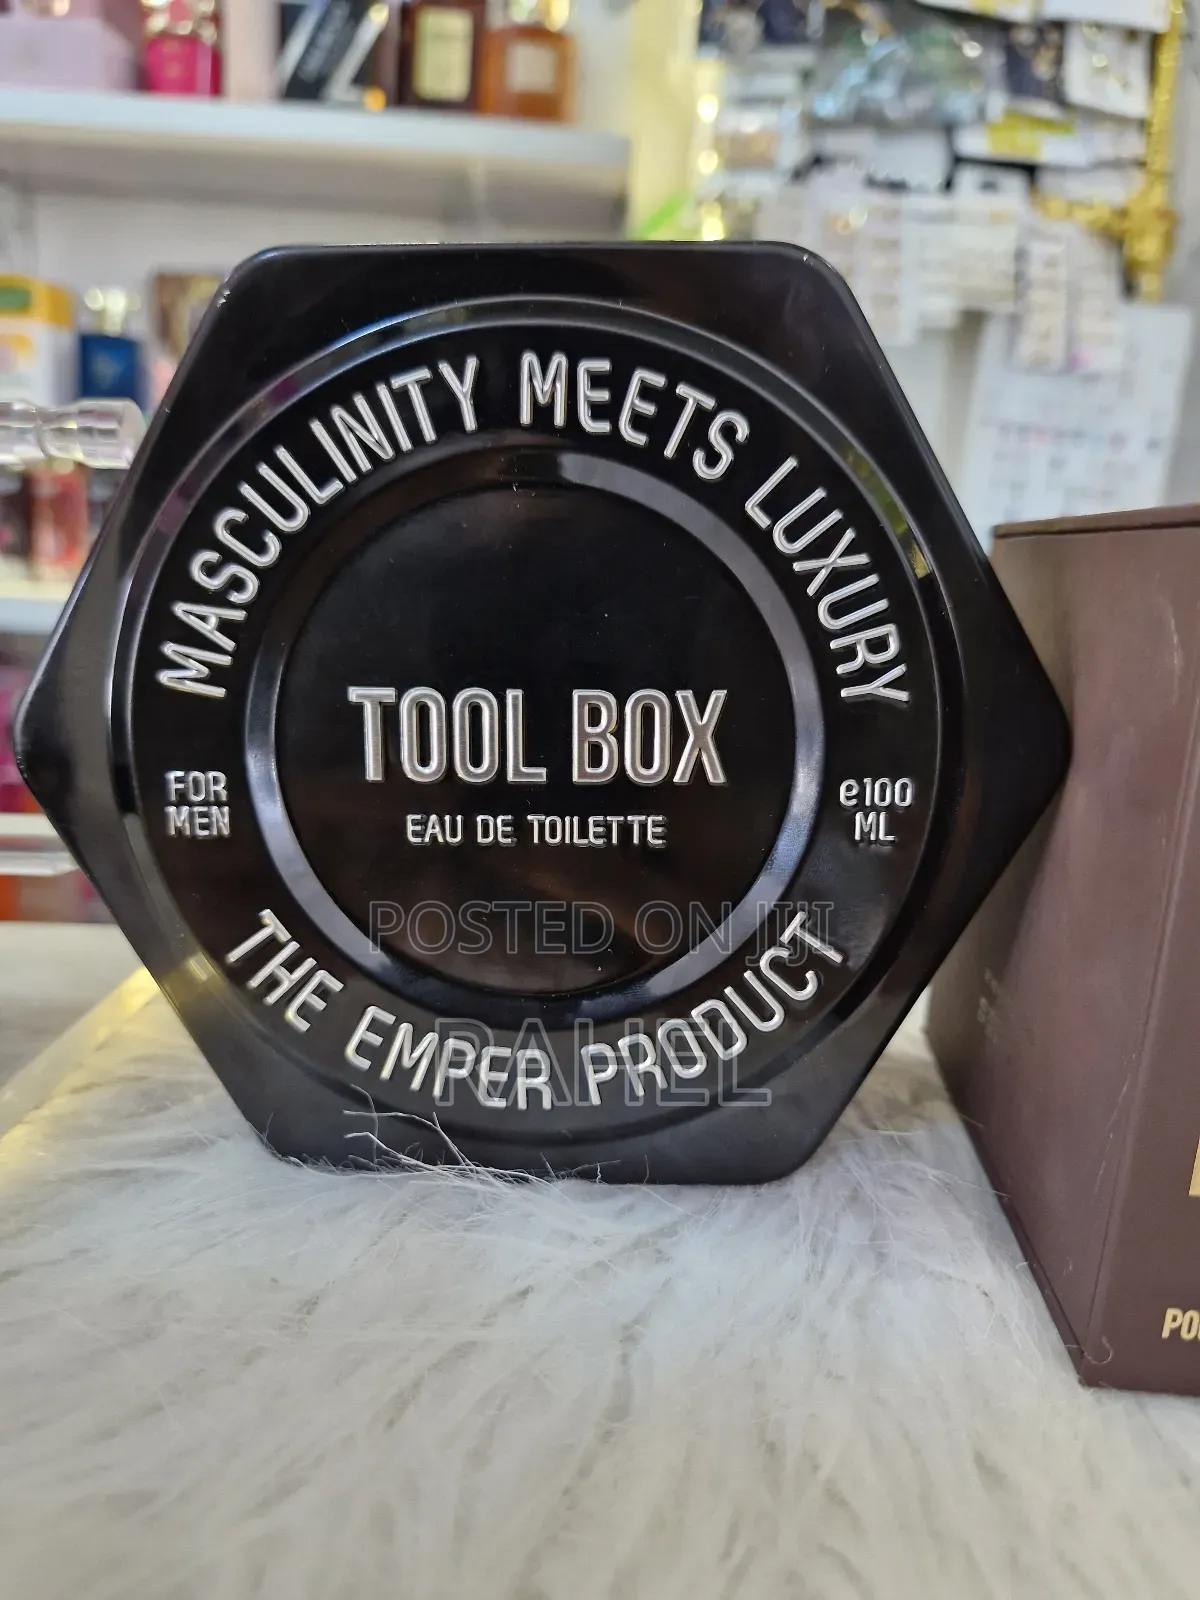 MASCULINITY MEETS LUXURY
TOOL BOX
EAU DE TOILETTE
FOR
MEN
e100
ML
POSTED ON JIJI
RAHEL
THE EMPER PRODUCT